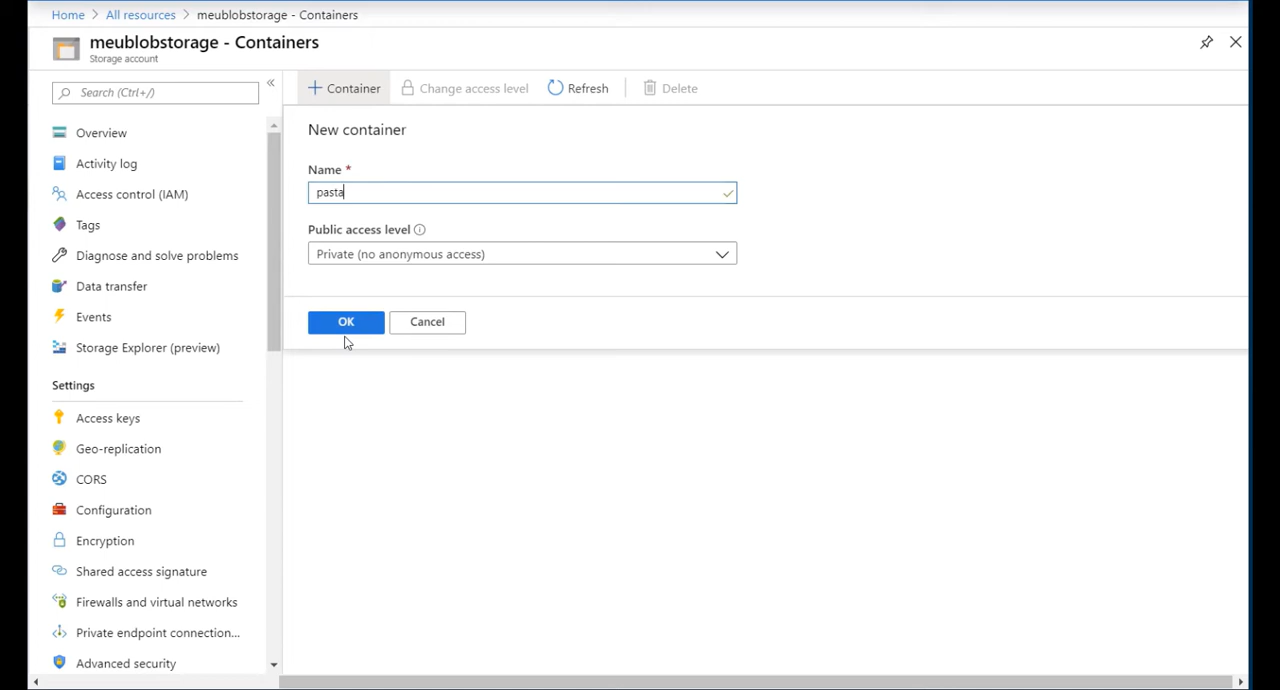 Home > All resources > meublobstorage - Containers
meublobstorage - Containers
Storage account
Search (Ctrl+/)
Overview
Activity log
Access control (IAM)
Tags
Diagnose and solve problems
Data transfer
Events
Storage Explorer (preview)
Settings
Access keys
Geo-replication
CORS
Configuration
Encryption
Shared access signature
Firewalls and virtual networks
Private endpoint connection...
Advanced security
+ Container Change access level Refresh Delete
New container
Name *
pasta
Public access level
Private (no anonymous access)
OK Cancel